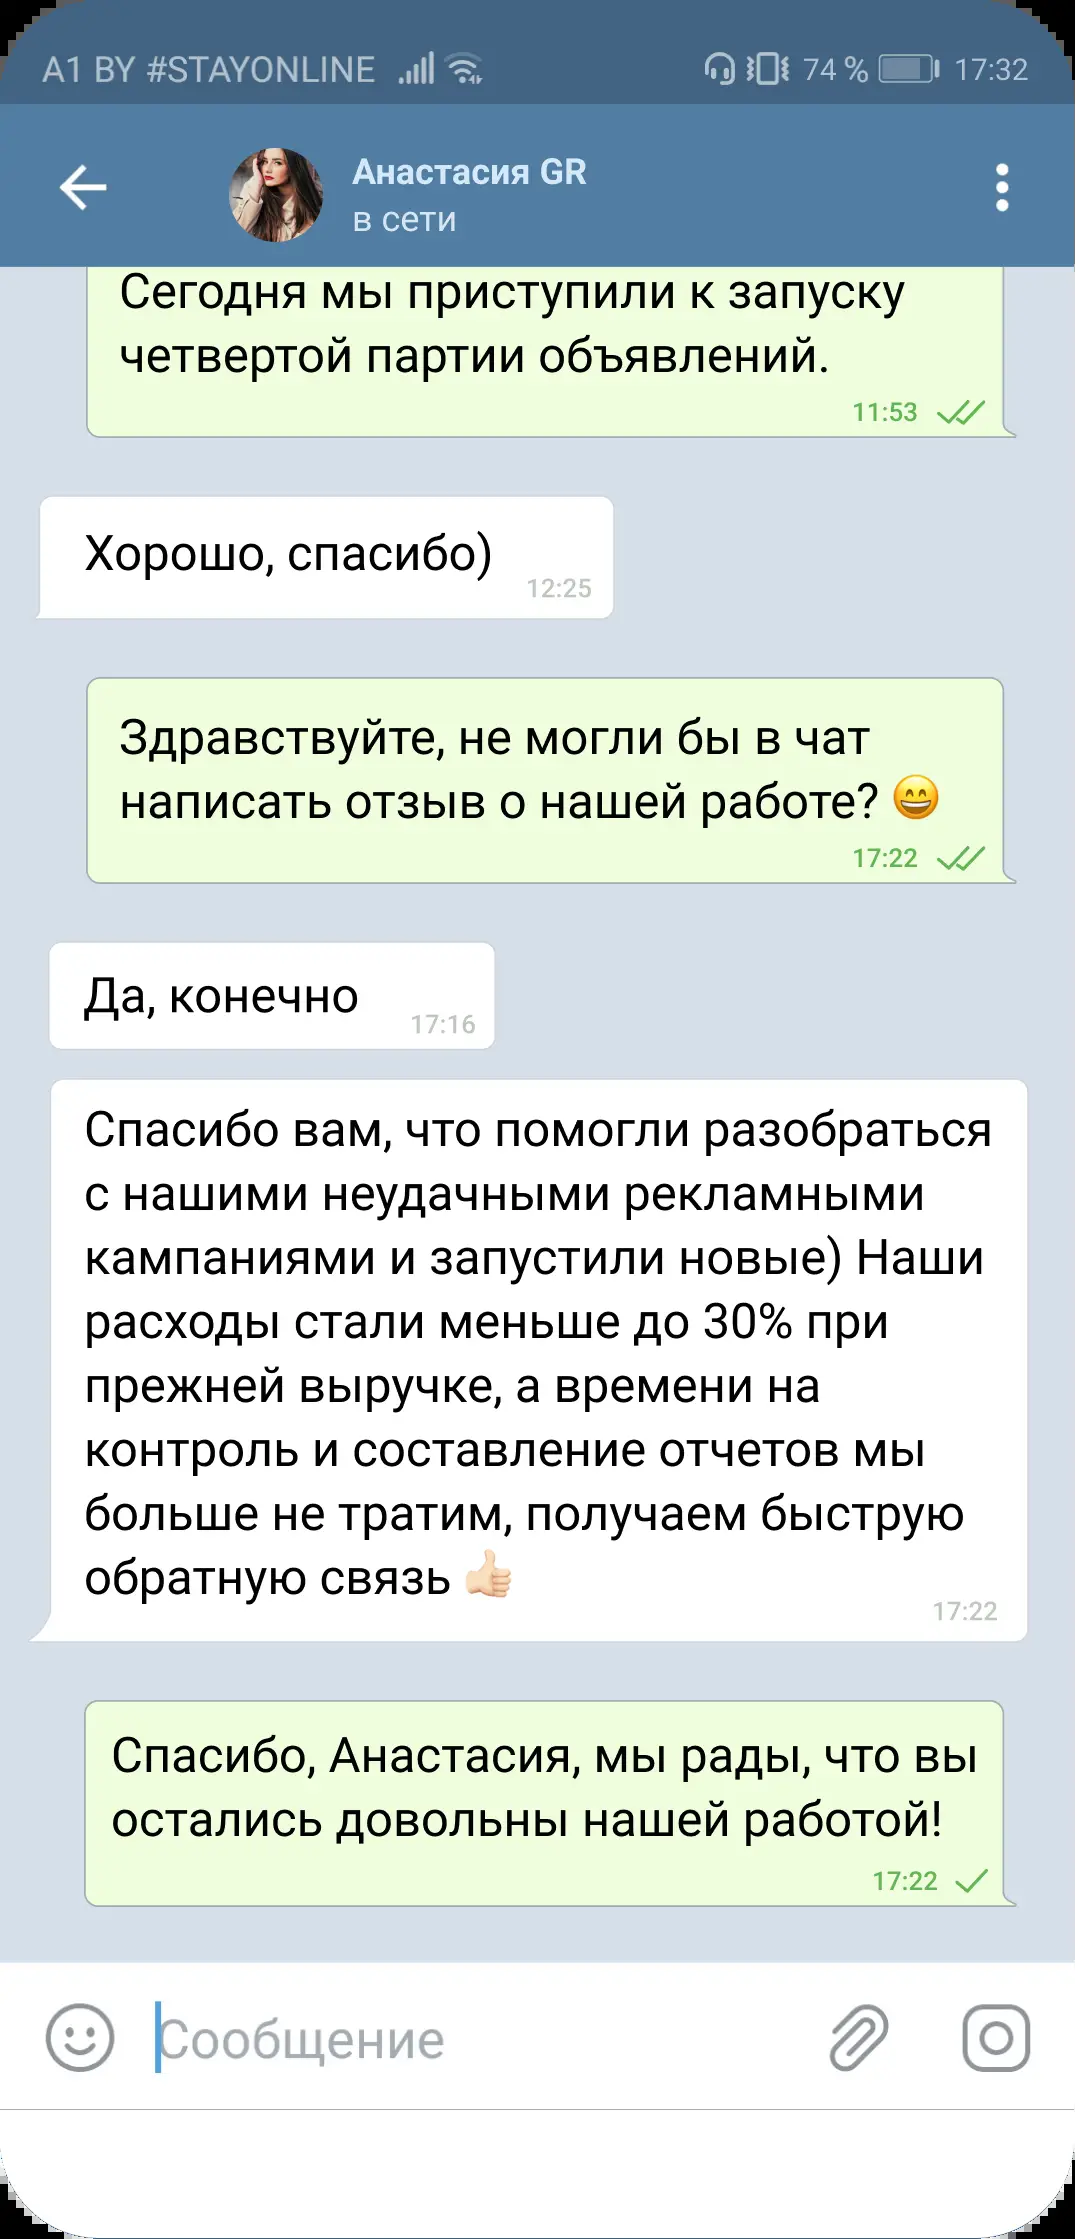 A1 BY #STAYONLINE 74 % 17:32
Анастасия GR
в сети
Сегодня мы приступили к запуску
четвертой партии объявлений.
11:53
Хорошо, спасибо)
12:25
Здравствуйте, не могли бы в чат
написать отзыв о нашей работе? 😄
17:22
Да, конечно
17:16
Спасибо вам, что помогли разобраться
с нашими неудачными рекламными
кампаниями и запустили новые) Наши
расходы стали меньше до 30% при
прежней выручке, а времени на
контроль и составление отчетов мы
больше не тратим, получаем быструю
обратную связь 👍🏻
17:22
Спасибо, Анастасия, мы рады, что вы
остались довольны нашей работой!
17:22
Сообщение